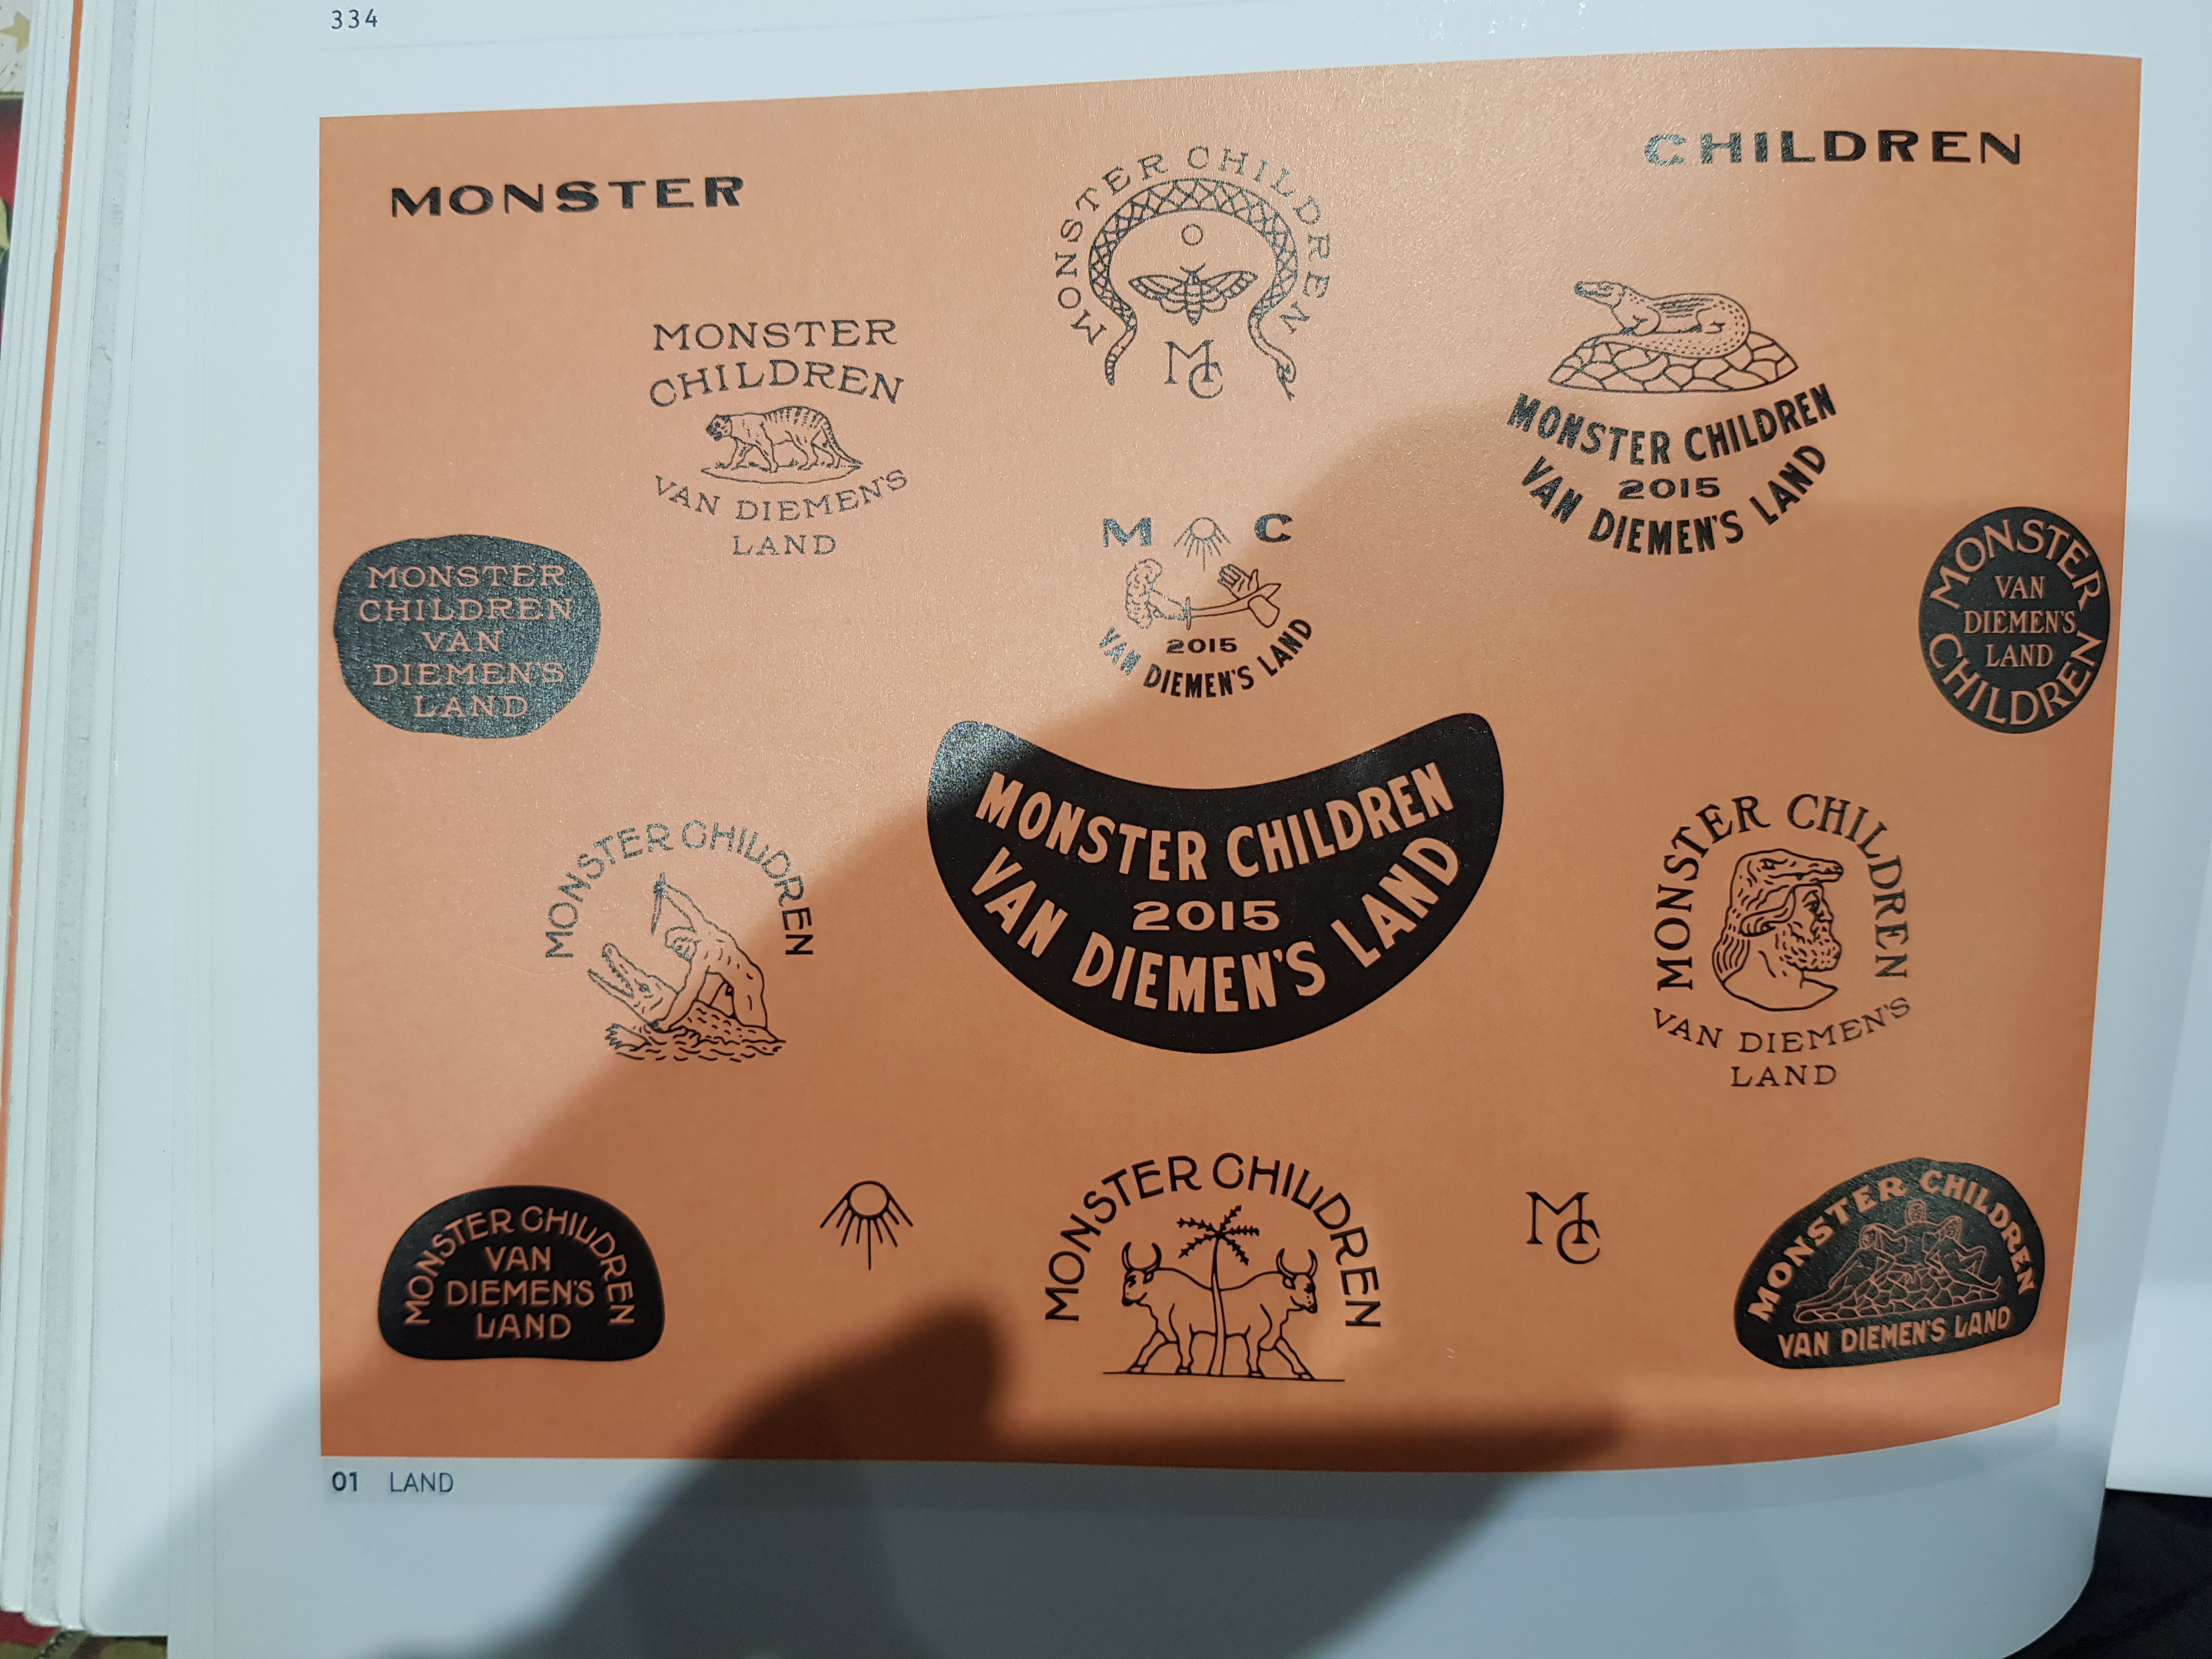 334
MONSTER
CHILDREN
MONSTER CHILDREN
MC
MONSTER
CHILDREN
VAN DIEMEN'S
LAND
MONSTER CHILDREN
2015
VAN DIEMEN'S LAND
M C
2015
VAN DIEMEN'S LAND
MONSTER
CHILDREN
VAN
DIEMEN'S
LAND
MONSTER
VAN
DIEMEN'S
LAND
CHILDREN
MONSTER CHILDREN
2015
VAN DIEMEN'S LAND
MONSTER CHILDREN
MONSTER CHILDREN
VAN DIEMEN'S
LAND
MONSTER CHILDREN
VAN
DIEMEN'S
LAND
MONSTER CHILDREN
MC
MONSTER CHILDREN
VAN DIEMEN'S LAND
01 LAND